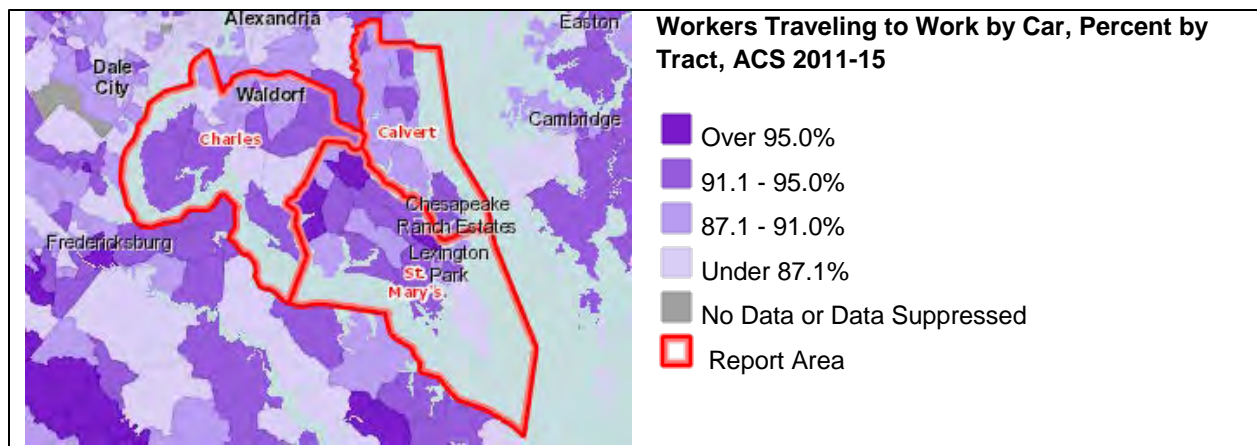 Alexandria
Easton
Dale
City
Waldorf
Cambridge
Charles
Calvert
Chesapeake
Ranch Estates
Fredericksburg
Lexington
St. Park
Mary's.
Workers Traveling to Work by Car, Percent by
Tract, ACS 2011-15
Over 95.0%
91.1 - 95.0%
87.1 - 91.0%
Under 87.1%
No Data or Data Suppressed
Report Area